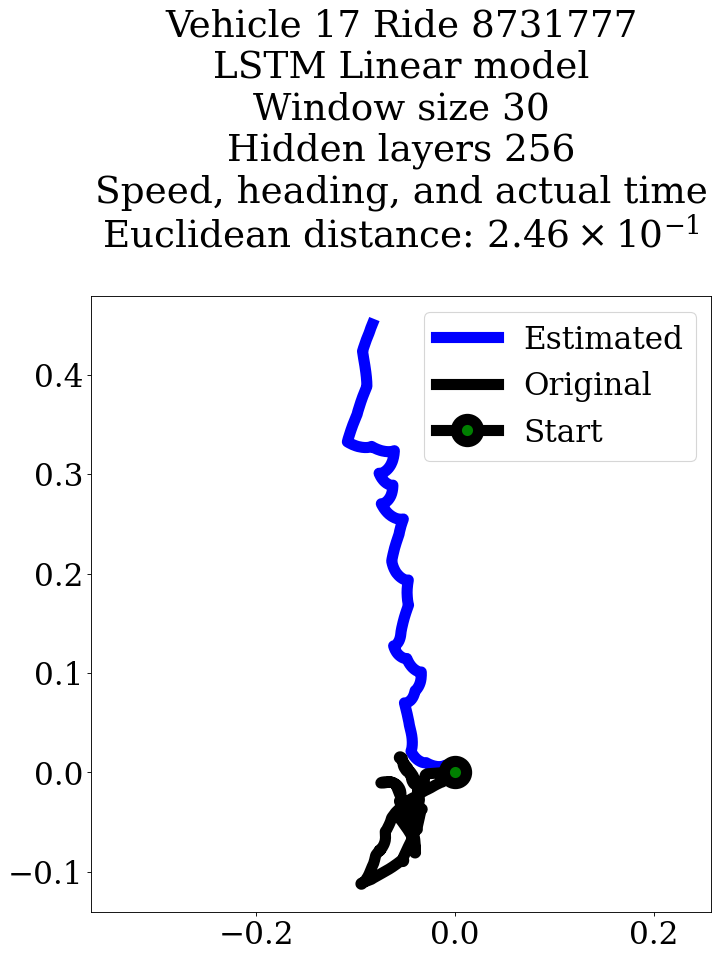 Vehicle 17 Ride 8731777
LSTM Linear model
Window size 30
Hidden layers 256
Speed, heading, and actual time
Euclidean distance: 2.46 × 10⁻¹
Estimated
Original
Start
0.4
0.3
0.2
0.1
0.0
−0.1
−0.2 0.0 0.2